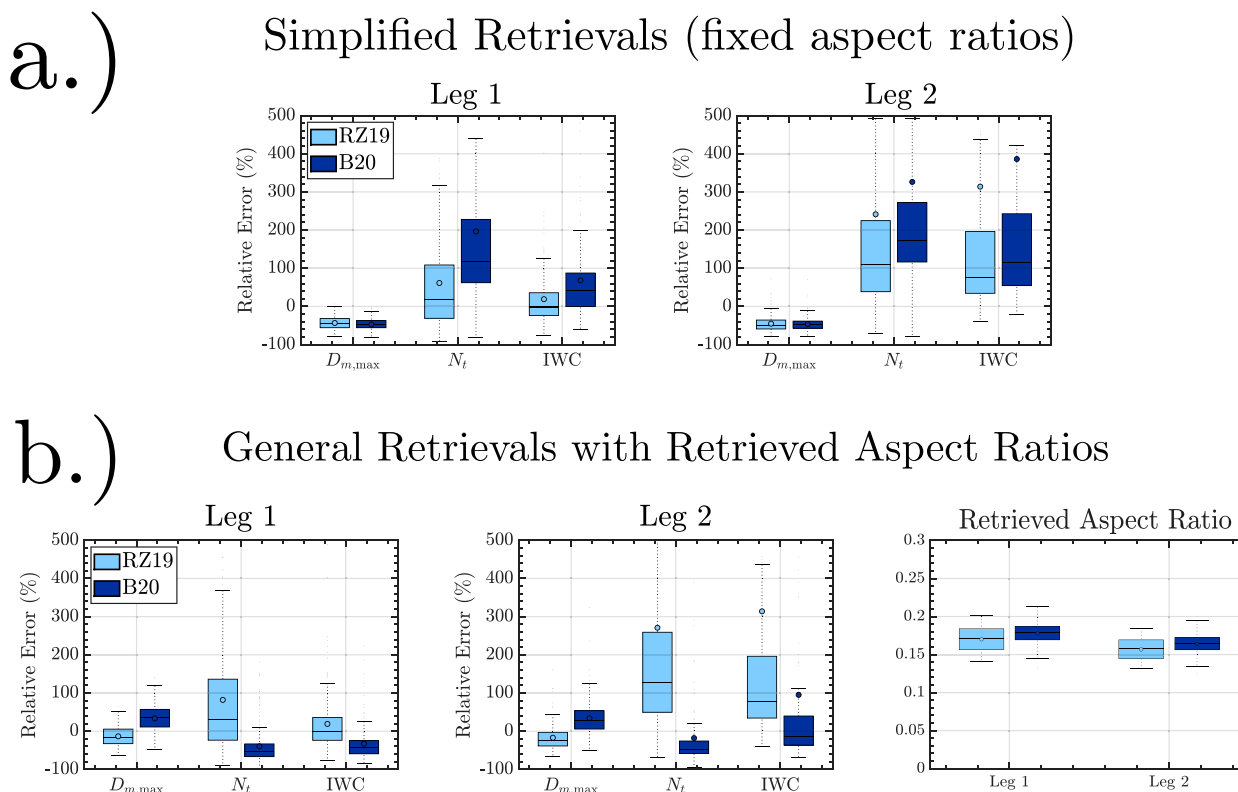 a.)
Simplified Retrievals (fixed aspect ratios)
Leg 1
Leg 2
500
400
300
200
100
0
-100
Relative Error (%)
RZ19
B20
D_{m,max}
N_t
IWC
500
400
300
200
100
0
-100
Relative Error (%)
D_{m,max}
N_t
IWC
b.)
General Retrievals with Retrieved Aspect Ratios
Leg 1
Leg 2
Retrieved Aspect Ratio
500
400
300
200
100
0
-100
Relative Error (%)
RZ19
B20
D_{m,max}
N_t
IWC
500
400
300
200
100
0
-100
Relative Error (%)
D_{m,max}
N_t
IWC
0.3
0.25
0.2
0.15
0.1
0.05
0
Leg 1
Leg 2